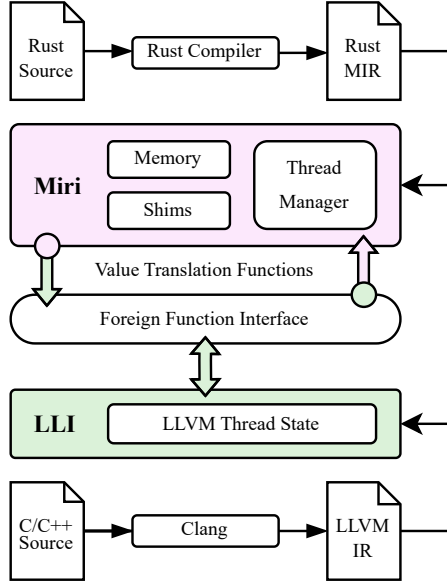 Rust
Source
Rust Compiler
Rust
MIR
Miri
Memory
Shims
Thread
Manager
Value Translation Functions
Foreign Function Interface
LLI
LLVM Thread State
C/C++
Source
Clang
LLVM
IR